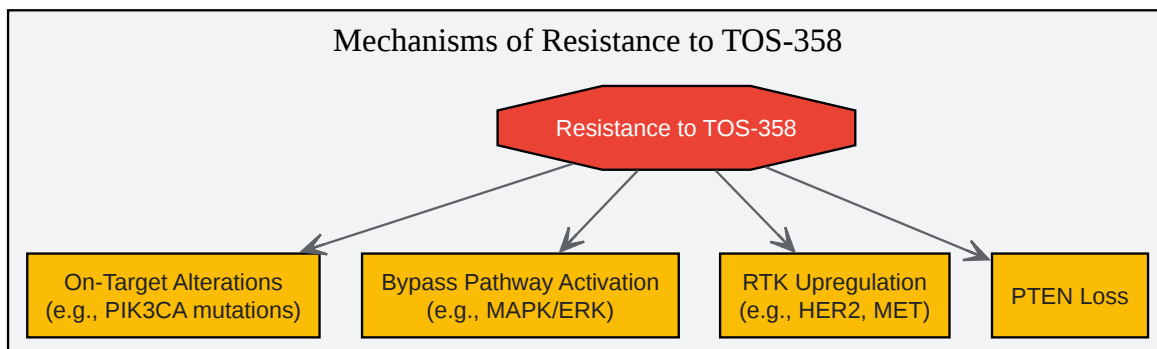 Mechanisms of Resistance to TOS-358
Resistance to TOS-358
On-Target Alterations
(e.g., PIK3CA mutations)
Bypass Pathway Activation
(e.g., MAPK/ERK)
RTK Upregulation
(e.g., HER2, MET)
PTEN Loss